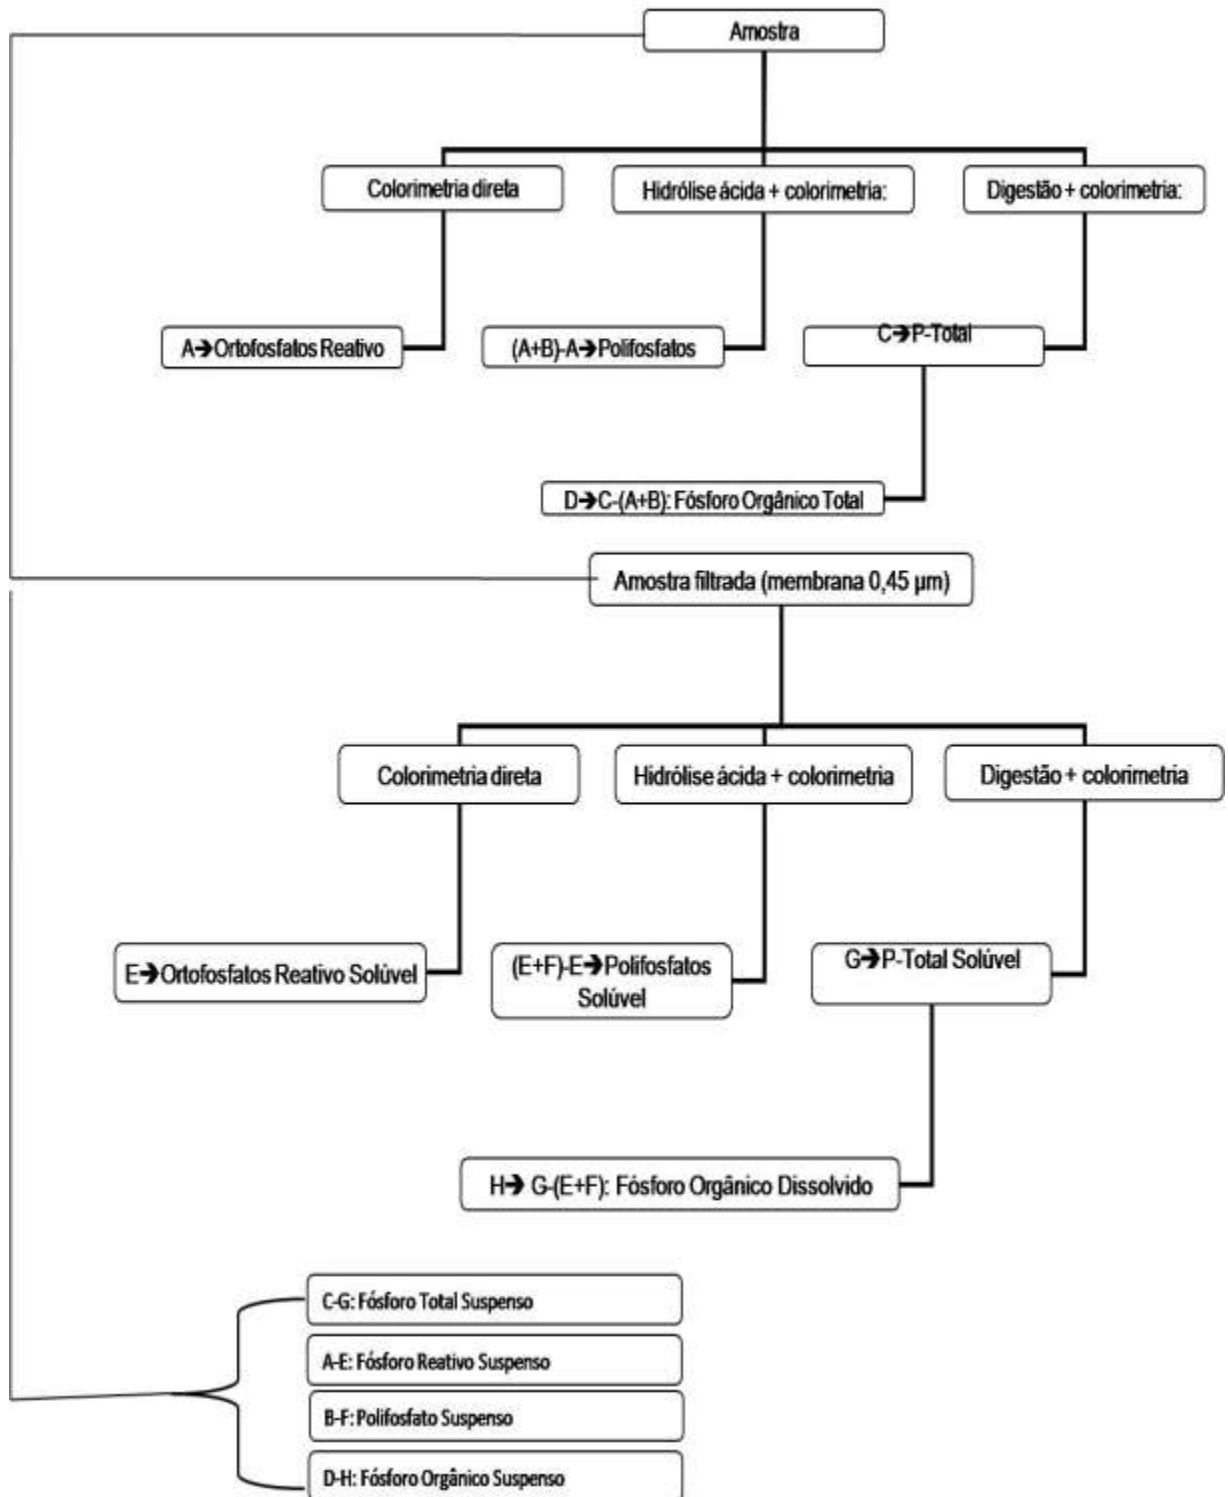 Amostra
Colorimetria direta
Hidrólise ácida + colorimetria:
Digestão + colorimetria:
A➔Ortofosfatos Reativo
(A+B)-A➔Polifosfatos
C➔P-Total
D➔C-(A+B): Fósforo Orgânico Total
Amostra filtrada (membrana 0,45 µm)
Colorimetria direta
Hidrólise ácida + colorimetria
Digestão + colorimetria
E➔Ortofosfatos Reativo Solúvel
(E+F)-E➔Polifosfatos
Solúvel
G➔P-Total Solúvel
H➔ G-(E+F): Fósforo Orgânico Dissolvido
C-G: Fósforo Total Suspenso
A-E: Fósforo Reativo Suspenso
B-F: Polifosfato Suspenso
D-H: Fósforo Orgânico Suspenso